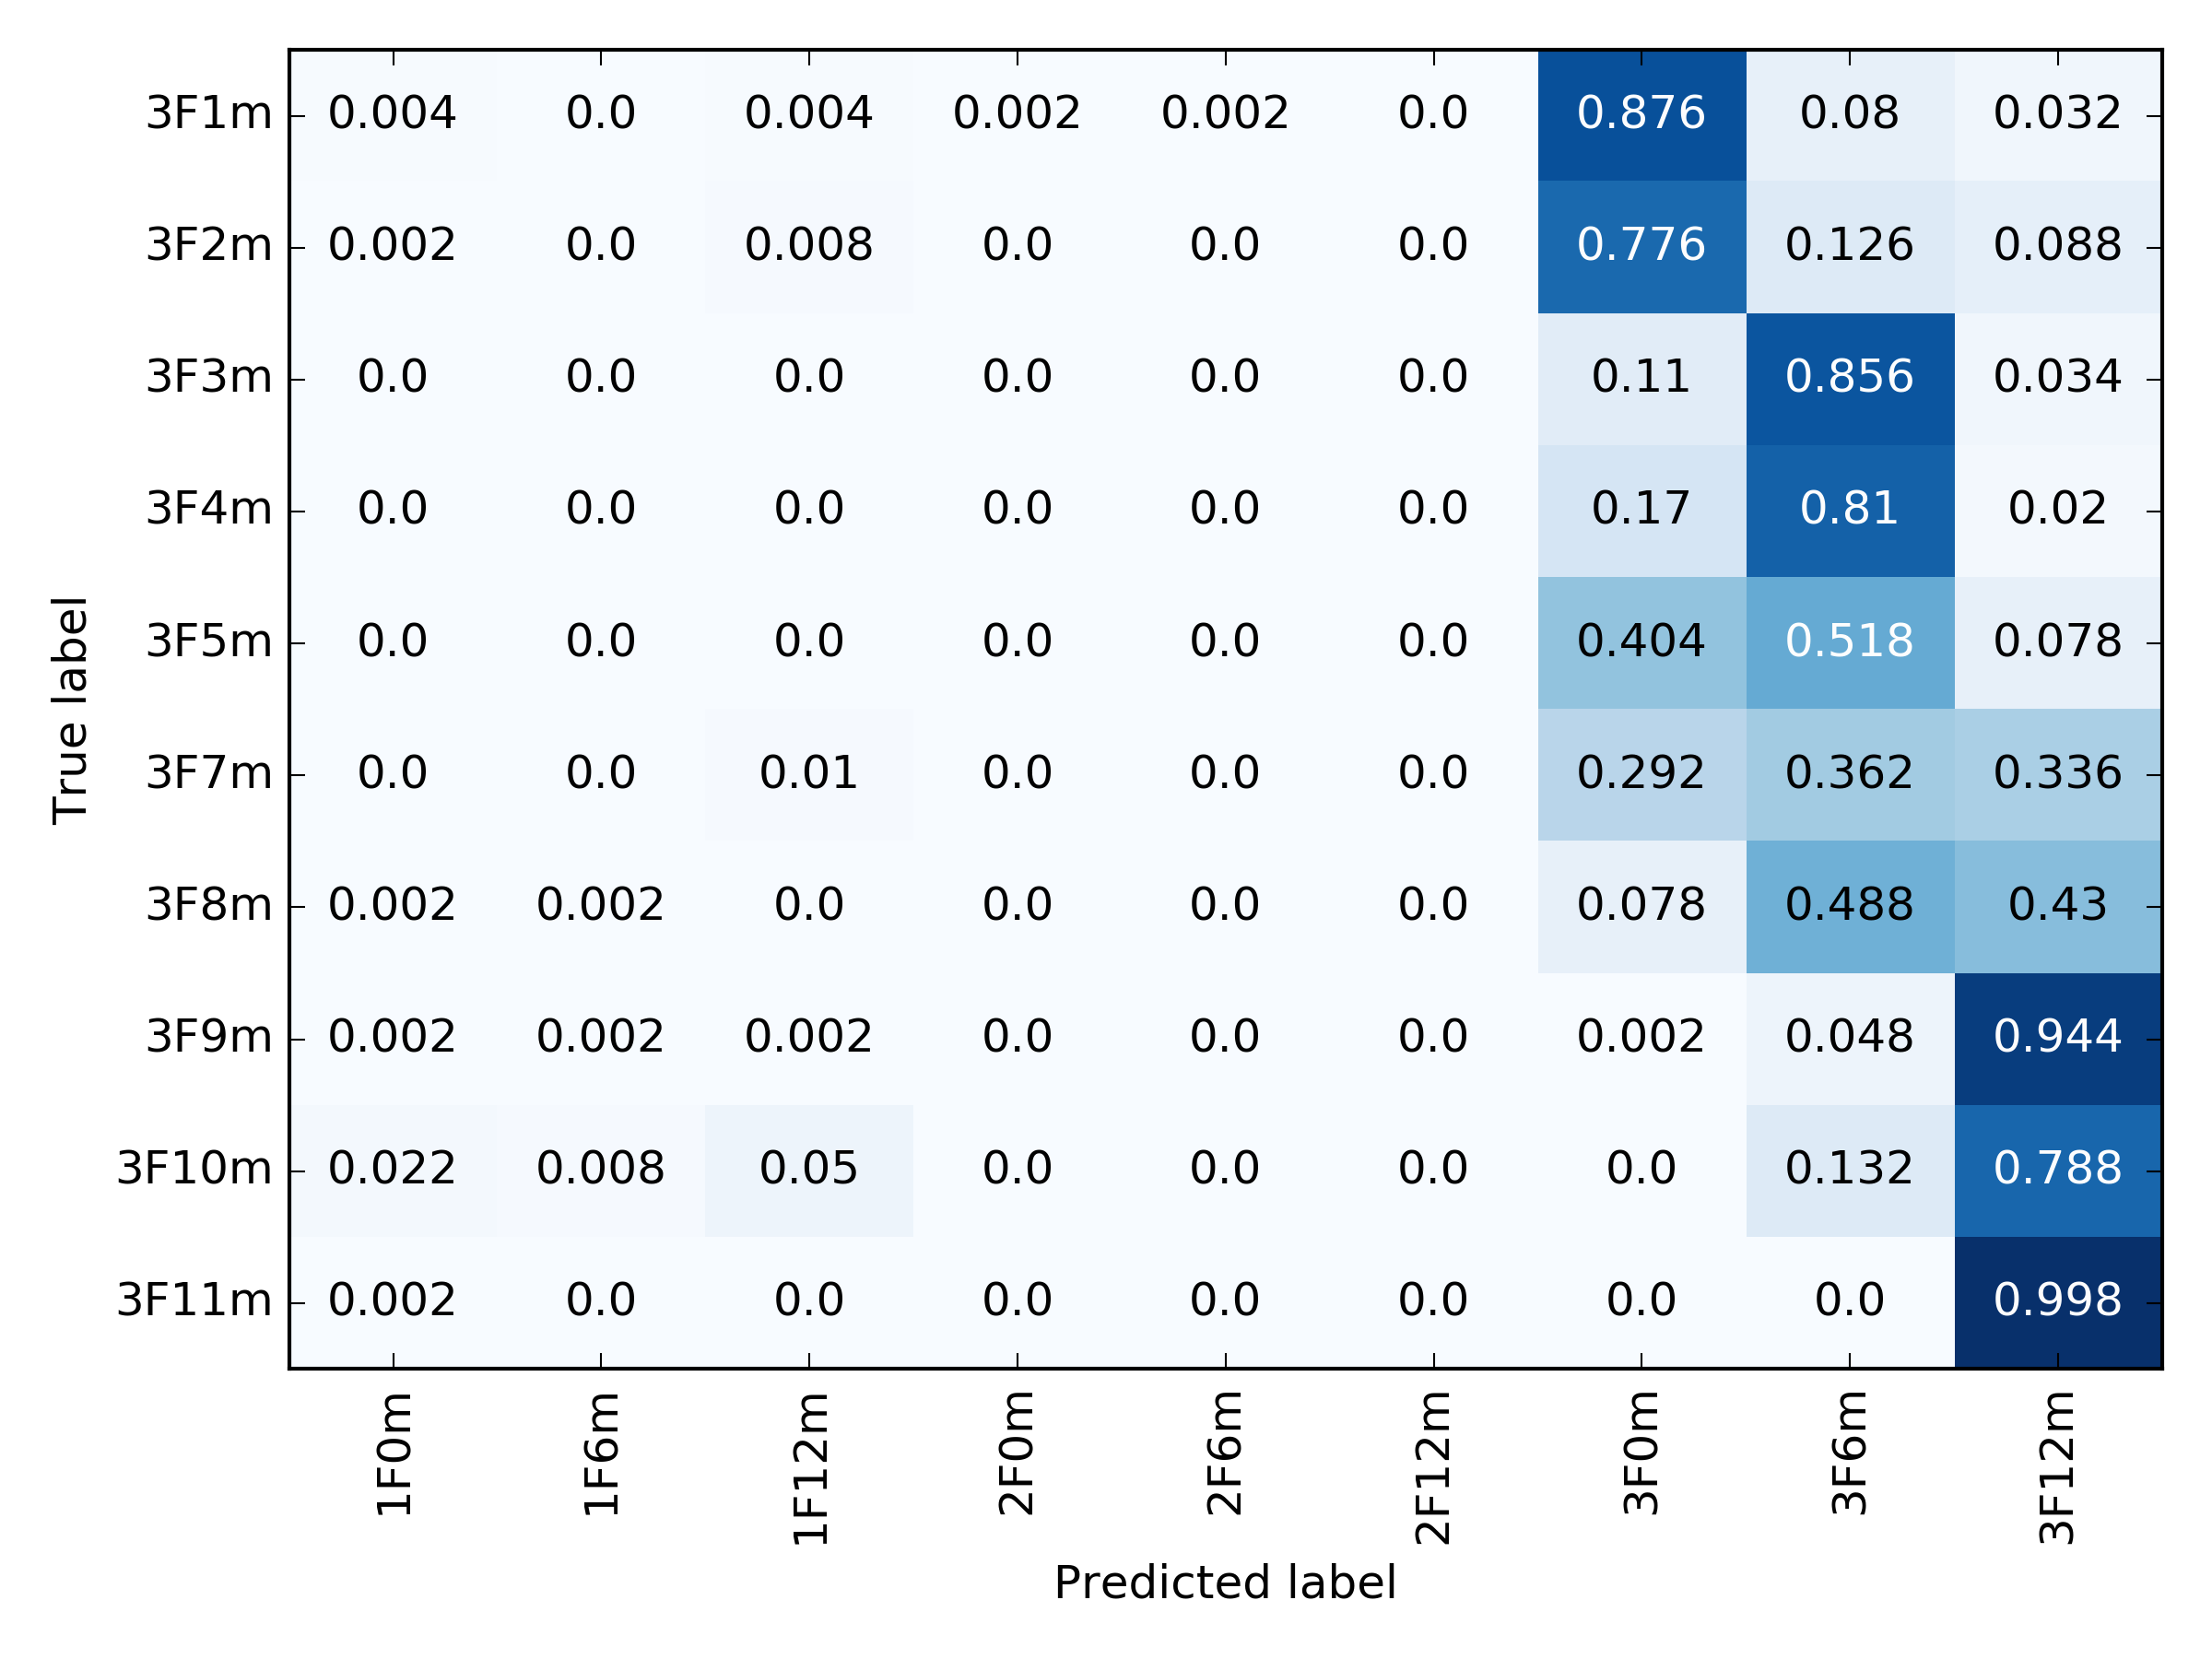 3F1m 0.004 0.0 0.004 0.002 0.002 0.0 0.876 0.08 0.032
3F2m 0.002 0.0 0.008 0.0 0.0 0.0 0.776 0.126 0.088
3F3m 0.0 0.0 0.0 0.0 0.0 0.0 0.11 0.856 0.034
3F4m 0.0 0.0 0.0 0.0 0.0 0.0 0.17 0.81 0.02
3F5m 0.0 0.0 0.0 0.0 0.0 0.0 0.404 0.518 0.078
3F7m 0.0 0.0 0.01 0.0 0.0 0.0 0.292 0.362 0.336
3F8m 0.002 0.002 0.0 0.0 0.0 0.0 0.078 0.488 0.43
3F9m 0.002 0.002 0.002 0.0 0.0 0.0 0.002 0.048 0.944
3F10m 0.022 0.008 0.05 0.0 0.0 0.0 0.0 0.132 0.788
3F11m 0.002 0.0 0.0 0.0 0.0 0.0 0.0 0.0 0.998
True label
1F0m 1F6m 1F12m 2F0m 2F6m 2F12m 3F0m 3F6m 3F12m
Predicted label